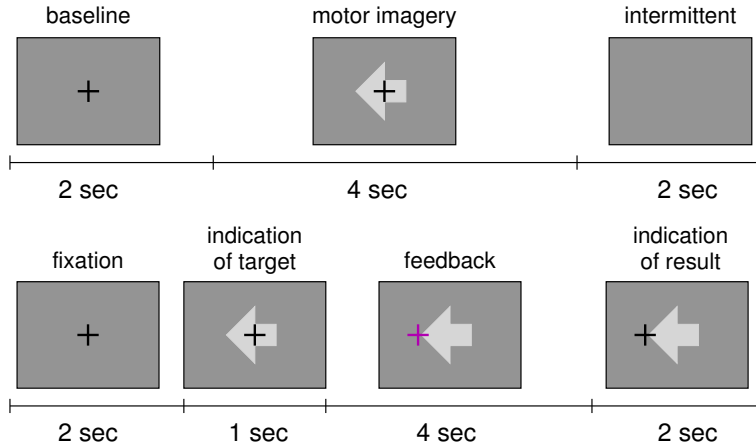 baseline
motor imagery
intermittent
2 sec
4 sec
2 sec
fixation
indication
of target
feedback
indication
of result
2 sec
1 sec
4 sec
2 sec